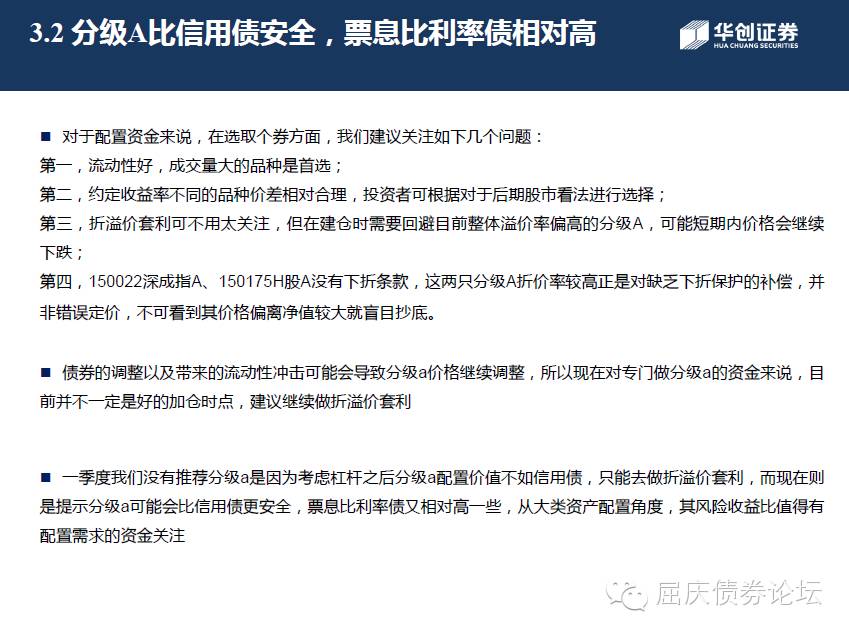 3.2 分级A比信用债安全，票息比利率债相对高
华创证券
HUA CHUANG SECURITIES
■ 对于配置资金来说，在选取个券方面，我们建议关注如下几个问题：
第一，流动性好，成交量大的品种是首选；
第二，约定收益率不同的品种价差相对合理，投资者可根据对于后期股市看法进行选择；
第三，折溢价套利可不用太关注，但在建仓时需要回避目前整体溢价率偏高的分级A，可能短期内价格会继续
下跌；
第四，150022深成指A、150175H股A没有下折条款，这两只分级A折价率较高正是对缺乏下折保护的补偿，并
非错误定价，不可看到其价格偏离净值较大就盲目抄底。
■ 债券的调整以及带来的流动性冲击可能会导致分级a价格继续调整，所以现在对专门做分级a的资金来说，目
前并不一定是好的加仓时点，建议继续做折溢价套利
■ 一季度我们没有推荐分级a是因为考虑杠杆之后分级a配置价值不如信用债，只能去做折溢价套利，而现在则
是提示分级a可能会比信用债更安全，票息比利率债又相对高一些，从大类资产配置角度，其风险收益比值得有
配置需求的资金关注
屈庆债券论坛